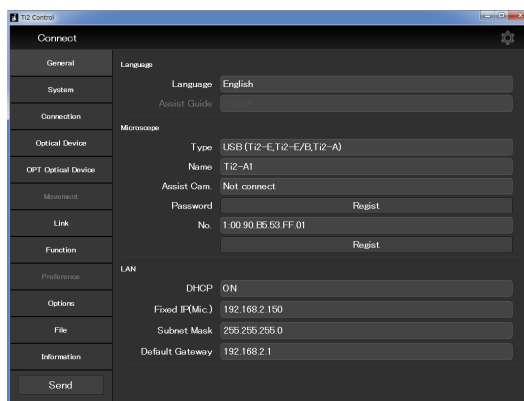 Ti2 Control
Connect
General
System
Connection
Optical Device
OPT Optical Device
Movement
Link
Function
Preference
Options
File
Information
Send
Language
Language English
Assist Guide
Microscope
Type USB (Ti2-E,Ti2-E/B,Ti2-A)
Name Ti2-A1
Assist Cam. Not connect
Password Regist
No. 1:00.90.B5.53.FF.01
Regist
LAN
DHCP ON
Fixed IP(Mic.) 192.168.2.150
Subnet Mask 255.255.255.0
Default Gateway 192.168.2.1